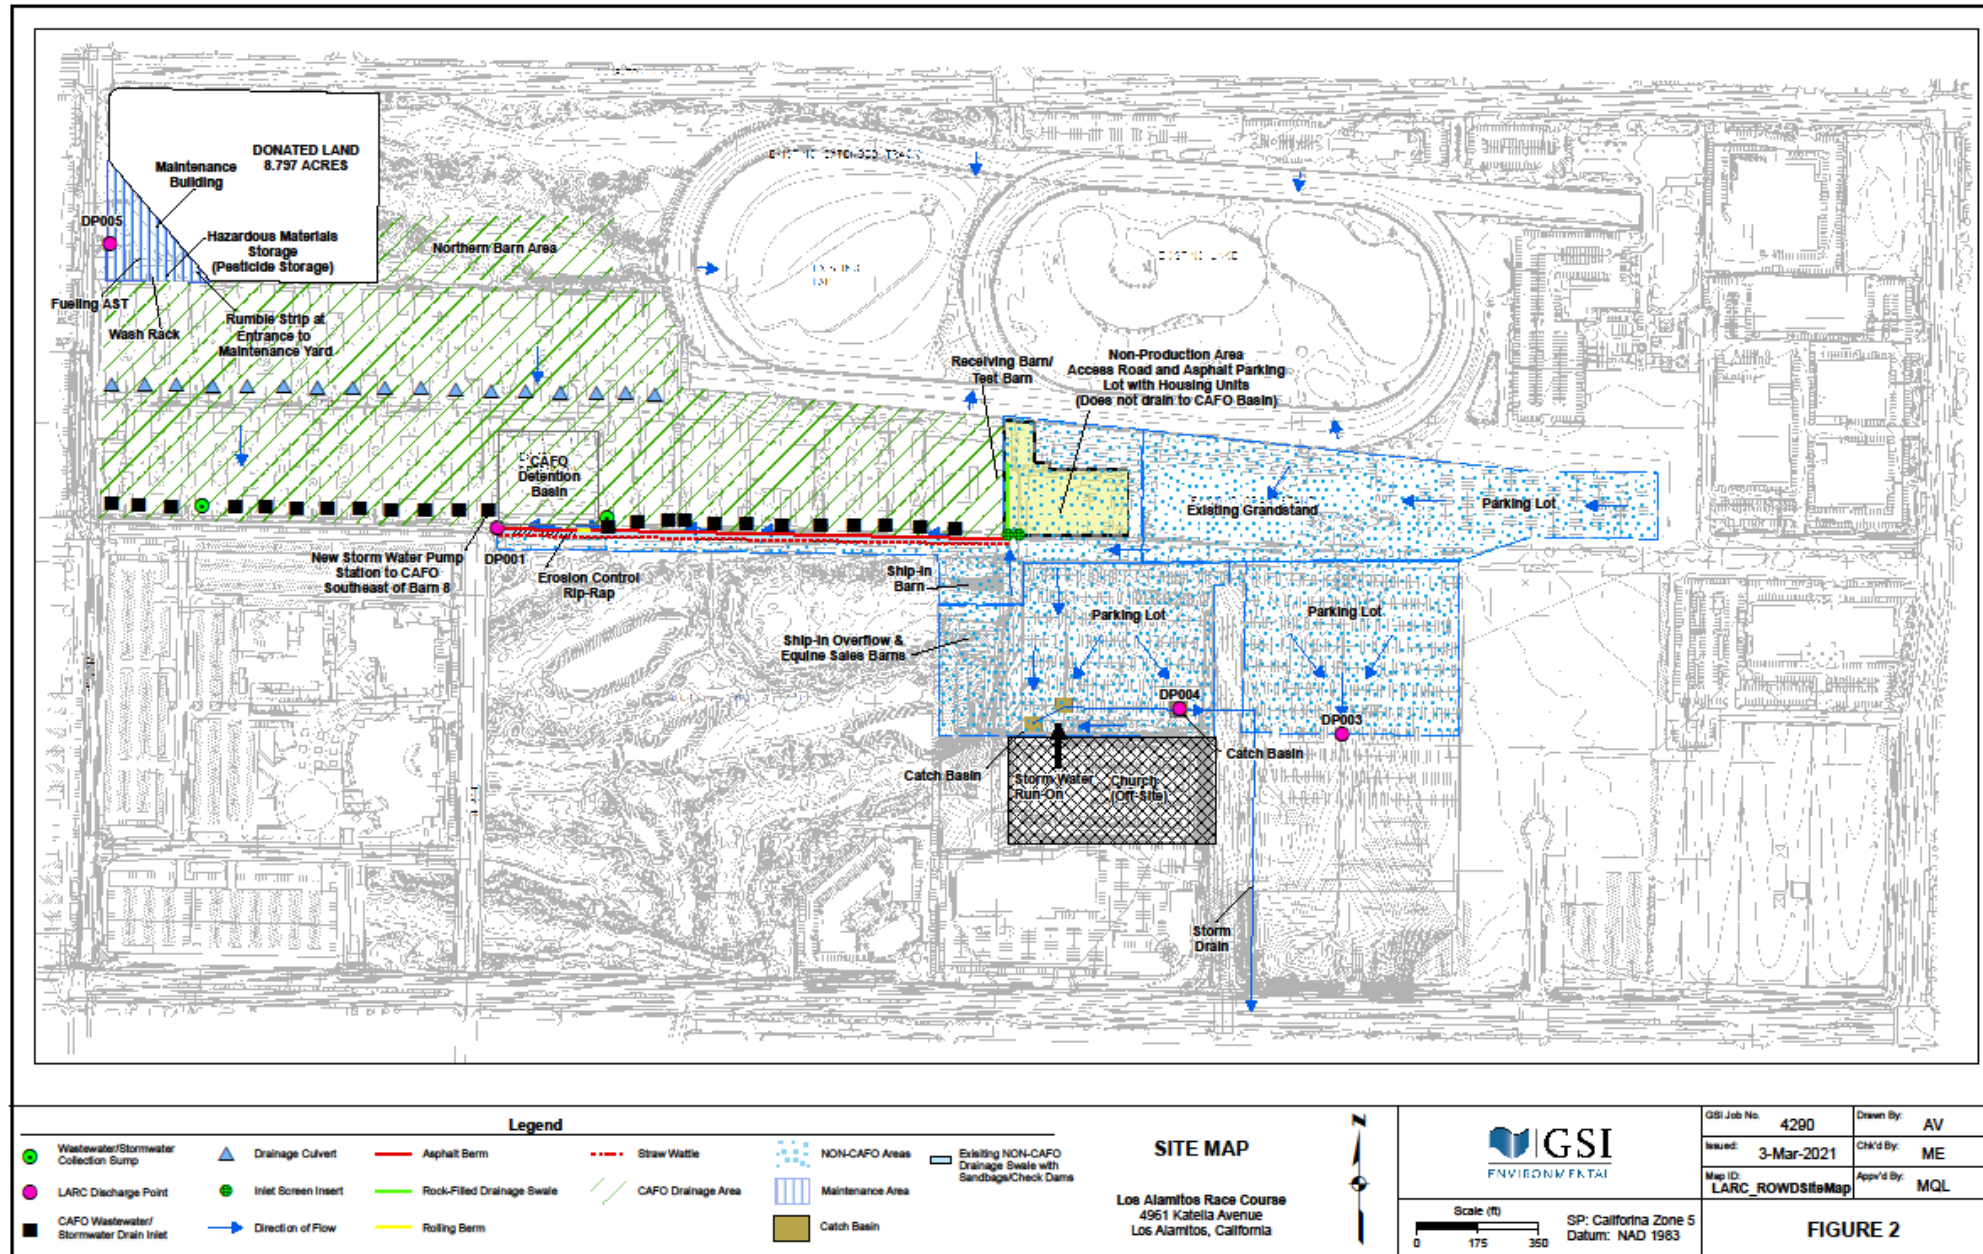 DONATED LAND
8.797 ACRES
Maintenance
Building
DP005
Hazardous Materials
Storage
(Pesticide Storage)
Fueling AST
Wash Rack
Rumble Strip at
Entrance to
Maintenance Yard
Northern Barn Area
Receiving Barn/
Test Barn
Non-Production Area
Access Road and Asphalt Parking
Lot with Housing Units
(Does not drain to CAFO Basin)
CAFO
Detention
Basin
Existing Grandstand
Parking Lot
New Storm Water Pump
Station to CAFO
Southeast of Barn 8
DP001
Erosion Control
Rip-Rap
Ship-In
Barn
Ship-In Overflow &
Equine Sales Barns
Parking Lot
Parking Lot
DP004
DP003
Catch Basin
Catch Basin
Storm Water
Run-On
Church
(Off-Site)
Storm
Drain
Legend
Wastewater/Stormwater
Collection Sump
LARC Discharge Point
CAFO Wastewater/
Stormwater Drain Inlet
Drainage Culvert
Inlet Screen Insert
Direction of Flow
Asphalt Berm
Rock-Filled Drainage Swale
Rolling Berm
Straw Wattle
CAFO Drainage Area
NON-CAFO Areas
Maintenance Area
Catch Basin
Exisiting NON-CAFO
Drainage Swale with
Sandbags/Check Dams
SITE MAP
Los Alamitos Race Course
4961 Katella Avenue
Los Alamitos, California
N
GSI
ENVIRONMENTAL
Scale (ft)
0 175 350
SP: Califorina Zone 5
Datum: NAD 1983
GSI Job No. 4290
Drawn By: AV
Issued: 3-Mar-2021
Chk'd By: ME
Map ID: LARC_ROWDSiteMap
Appv'd By: MQL
FIGURE 2